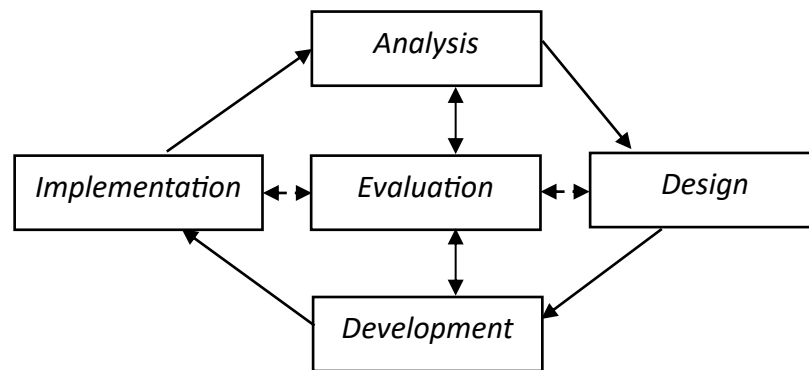 Analysis
Implementation
Evaluation
Design
Development